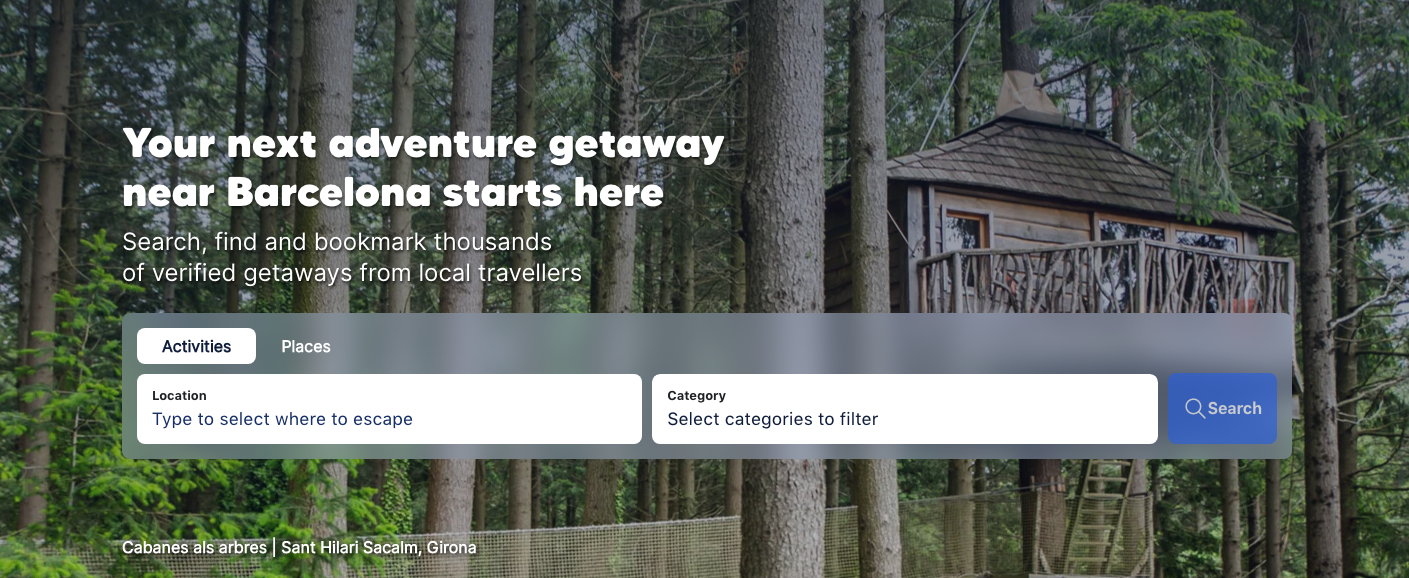 Your next adventure getaway
near Barcelona starts here
Search, find and bookmark thousands
of verified getaways from local travellers
Activities
Places
Location
Type to select where to escape
Category
Select categories to filter
Search
Cabanes als arbres | Sant Hilari Sacalm, Girona